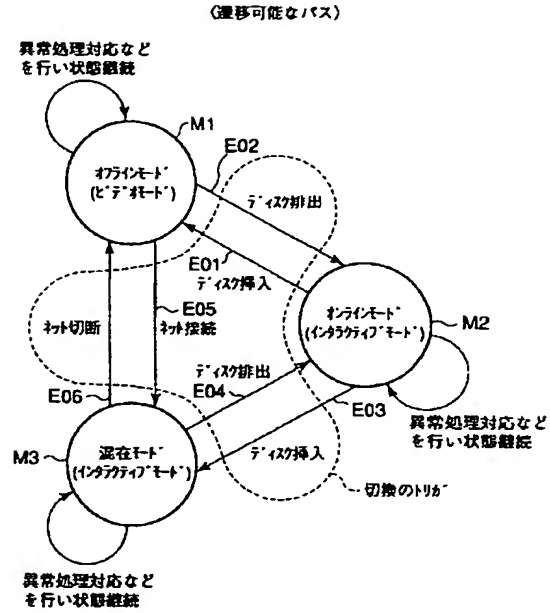 〈遷移可能なパス〉
異常処理対応など
を行い状態継続
M1
オフラインモード
(ビデオモード)
E02
ディスク排出
E01
ディスク挿入
オンラインモード
(インタラクティブモード)
M2
E05
ネット接続
ネット切断
ディスク排出
E04
E06
E03
異常処理対応など
を行い状態継続
M3
混在モード
(インタラクティブモード)
ディスク挿入
切換のトリガ
異常処理対応など
を行い状態継続